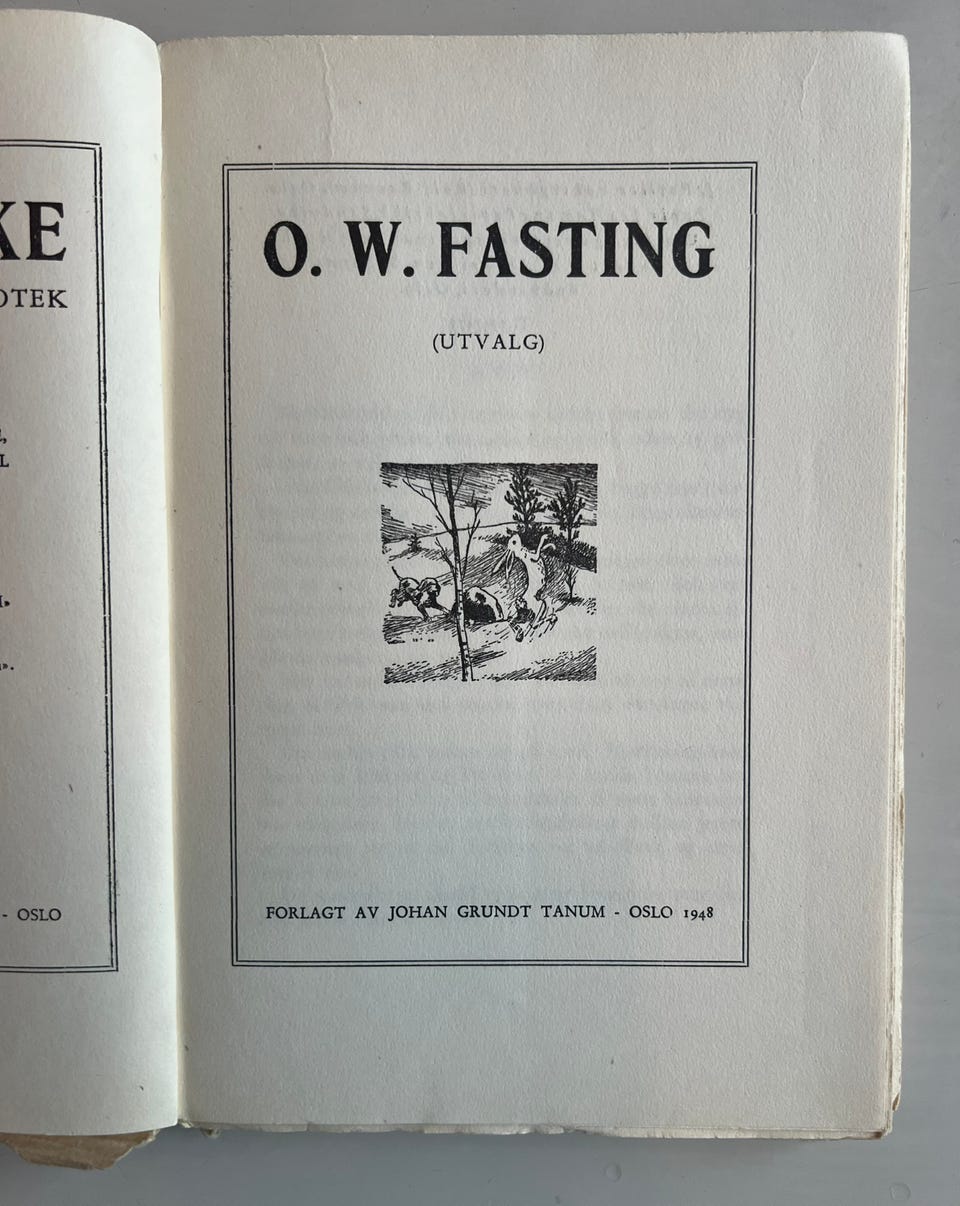 KE
OTEK
L
- OSLO
O. W. FASTING
(UTVALG)
FORLAGT AV JOHAN GRUNDT TANUM - OSLO 1948